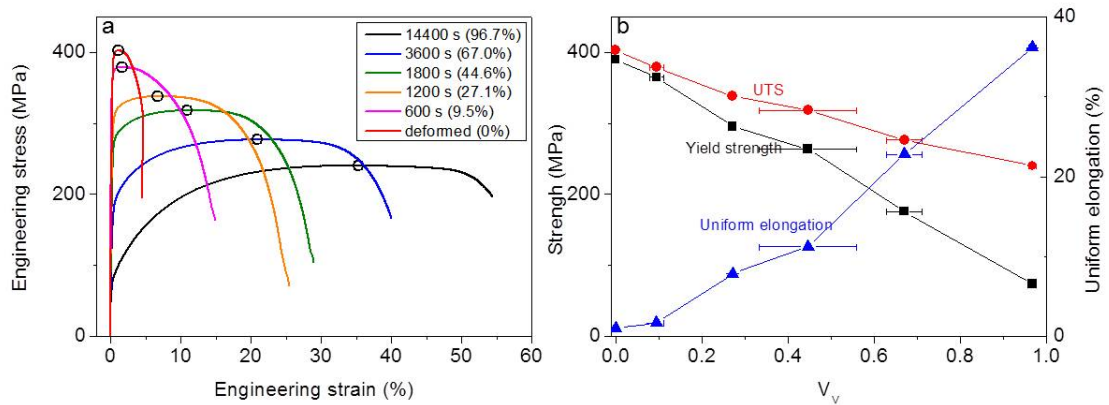 a
14400 s (96.7%)
3600 s (67.0%)
1800 s (44.6%)
1200 s (27.1%)
600 s (9.5%)
deformed (0%)
400
200
0
Engineering stress (MPa)
0 10 20 30 40 50 60
Engineering strain (%)
b
UTS
Yield strength
Uniform elongation
400
200
0
Strengh (MPa)
40
20
0
Uniform elongation (%)
0.0 0.2 0.4 0.6 0.8 1.0
V_V